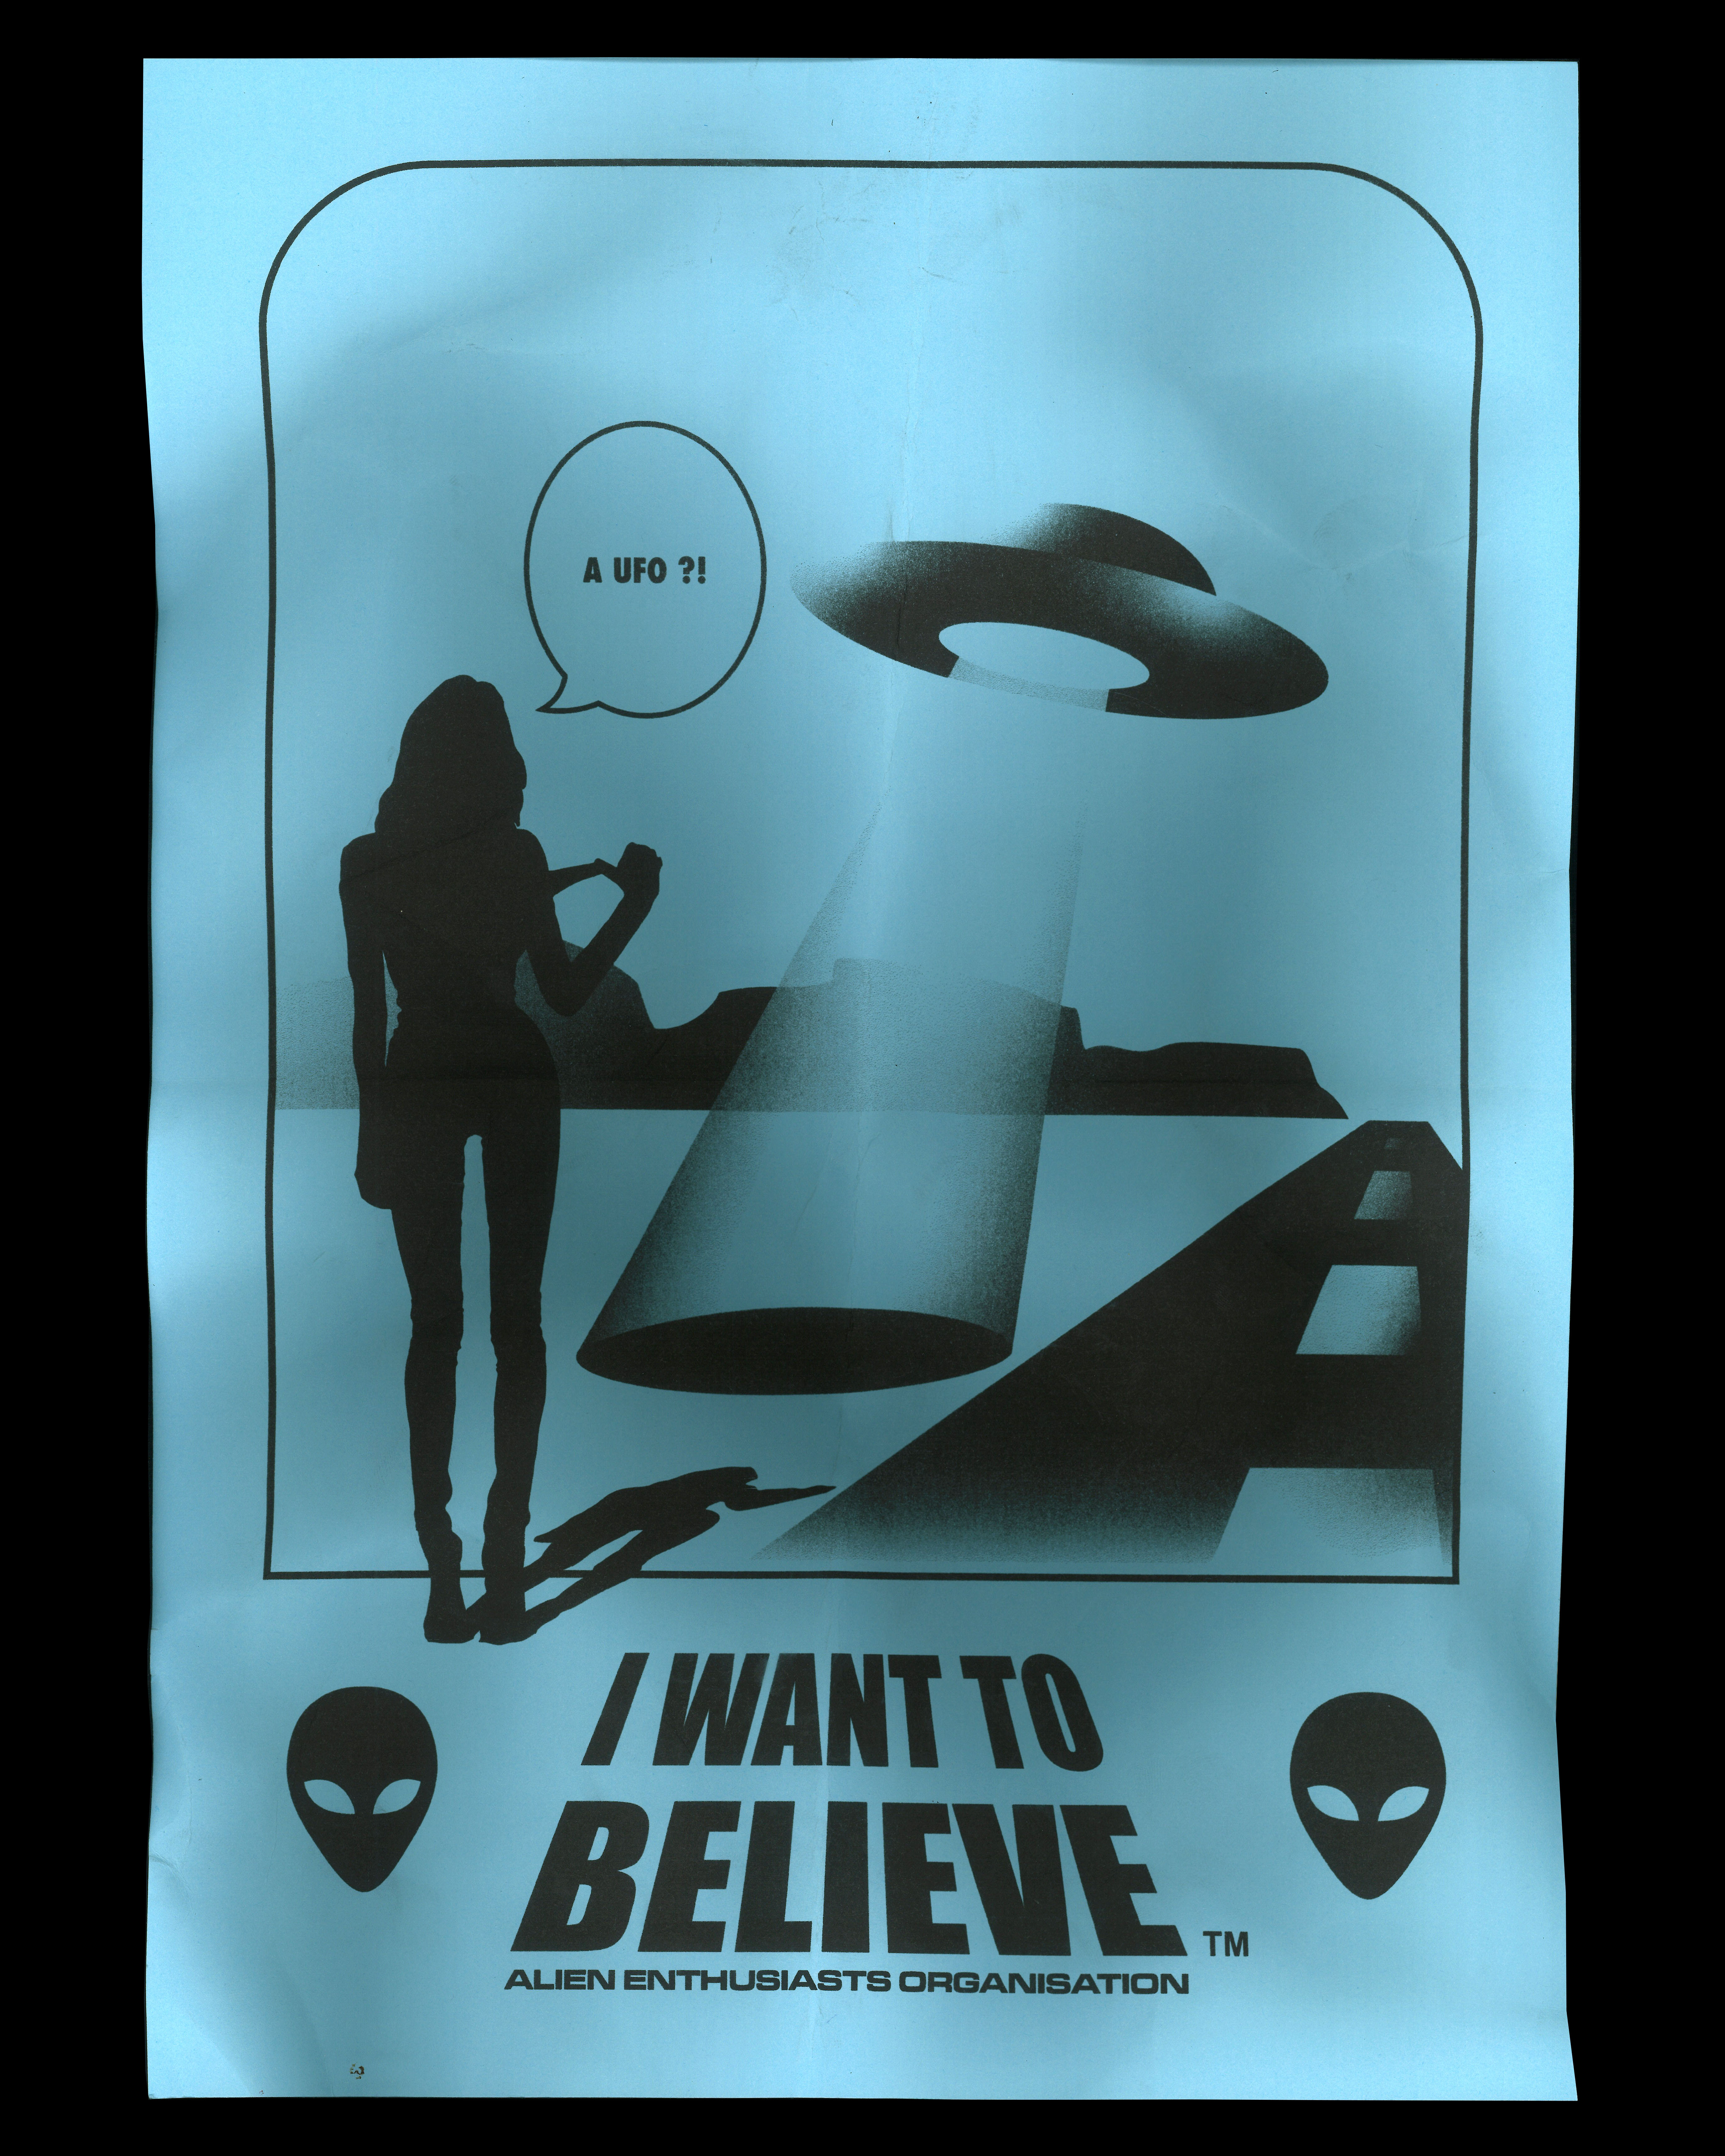 A UFO ?!
I WANT TO
BELIEVE TM
ALIEN ENTHUSIASTS ORGANISATION